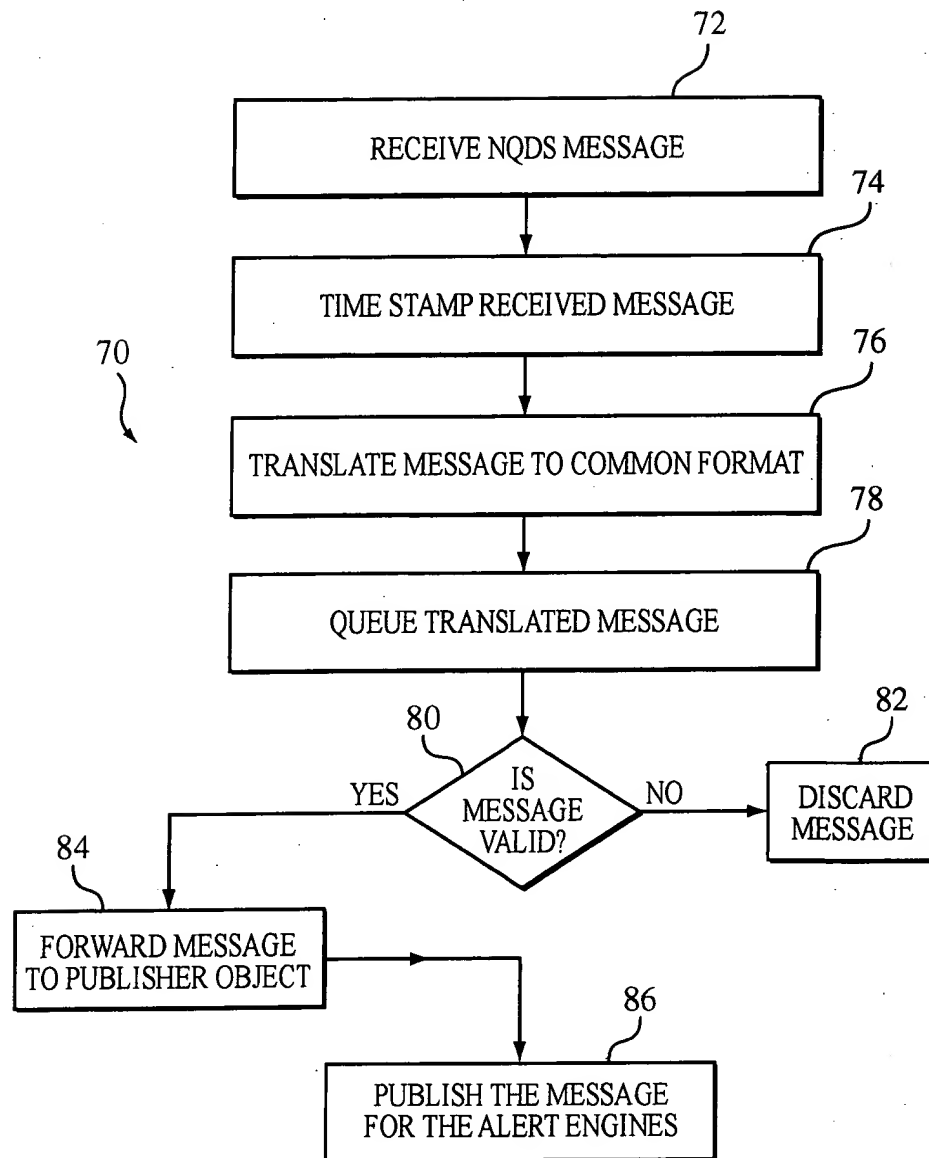 72
RECEIVE NQDS MESSAGE
74
TIME STAMP RECEIVED MESSAGE
70
76
TRANSLATE MESSAGE TO COMMON FORMAT
78
QUEUE TRANSLATED MESSAGE
80
82
YES
IS
MESSAGE
VALID?
NO
DISCARD
MESSAGE
84
FORWARD MESSAGE
TO PUBLISHER OBJECT
86
PUBLISH THE MESSAGE
FOR THE ALERT ENGINES